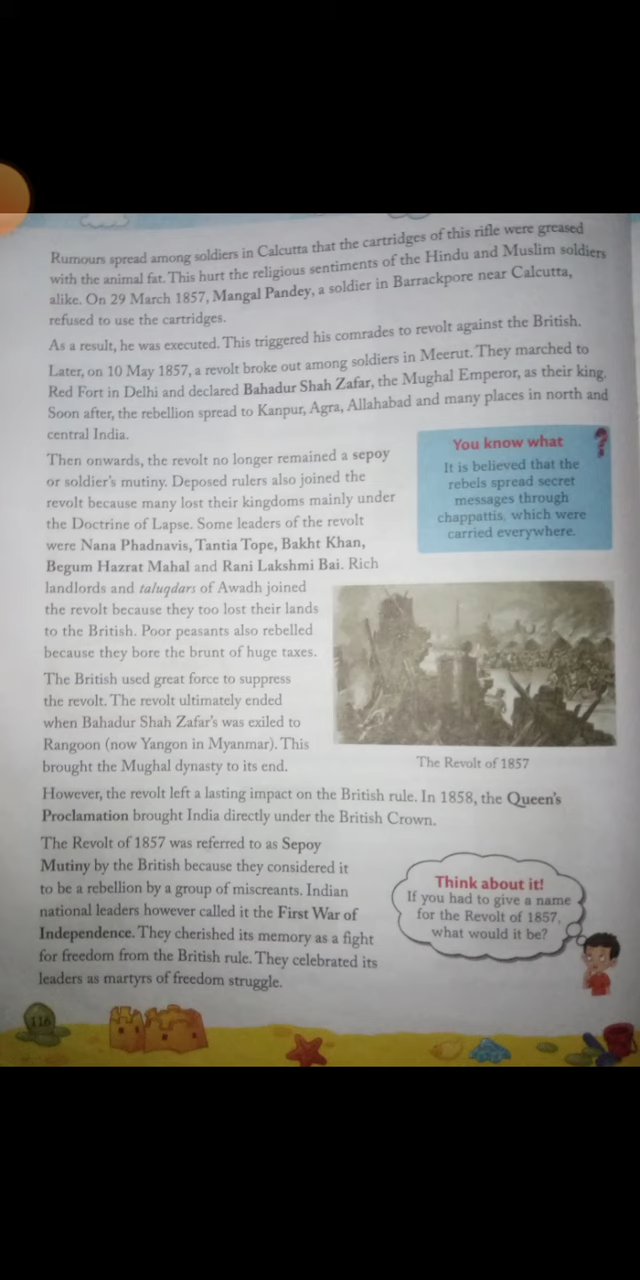 Rumours spread among soldiers in Calcutta that the cartridges of this rifle were greased
with the animal fat. This hurt the religious sentiments of the Hindu and Muslim soldiers
alike. On 29 March 1857, Mangal Pandey, a soldier in Barrackpore near Calcutta,
refused to use the cartridges.
As a result, he was executed. This triggered his comrades to revolt against the British.
Later, on 10 May 1857, a revolt broke out among soldiers in Meerut. They marched to
Red Fort in Delhi and declared Bahadur Shah Zafar, the Mughal Emperor, as their king.
Soon after, the rebellion spread to Kanpur, Agra, Allahabad and many places in north and
central India.
Then onwards, the revolt no longer remained a sepoy
or soldier's mutiny. Deposed rulers also joined the
revolt because many lost their kingdoms mainly under
the Doctrine of Lapse. Some leaders of the revolt
were Nana Phadnavis, Tantia Tope, Bakht Khan,
Begum Hazrat Mahal and Rani Lakshmi Bai. Rich
landlords and taluqdars of Awadh joined
the revolt because they too lost their lands
to the British. Poor peasants also rebelled
because they bore the brunt of huge taxes.
You know what
?
It is believed that the
rebels spread secret
messages through
chappattis, which were
carried everywhere.
The British used great force to suppress
the revolt. The revolt ultimately ended
when Bahadur Shah Zafar's was exiled to
Rangoon (now Yangon in Myanmar). This
brought the Mughal dynasty to its end.
The Revolt of 1857
However, the revolt left a lasting impact on the British rule. In 1858, the Queen's
Proclamation brought India directly under the British Crown.
The Revolt of 1857 was referred to as Sepoy
Mutiny by the British because they considered it
to be a rebellion by a group of miscreants. Indian
national leaders however called it the First War of
Independence. They cherished its memory as a fight
for freedom from the British rule. They celebrated its
leaders as martyrs of freedom struggle.
Think about it!
If you had to give a name
for the Revolt of 1857,
what would it be?
116